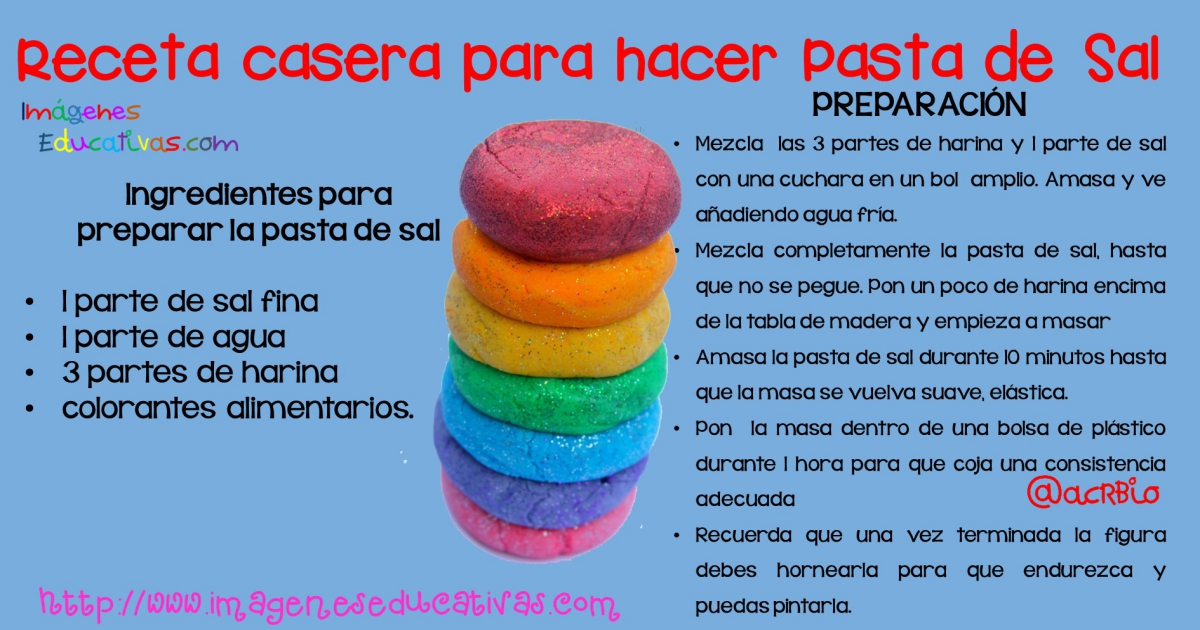 Receta casera para hacer Pasta de Sal
Imágenes
Educativas.com
Ingredientes para
preparar la pasta de sal
• 1 parte de sal fina
• 1 parte de agua
• 3 partes de harina
• colorantes alimentarios.
PREPARACIÓN
• Mezcla las 3 partes de harina y 1 parte de sal
con una cuchara en un bol amplio. Amasa y ve
añadiendo agua fría.
• Mezcla completamente la pasta de sal, hasta
que no se pegue. Pon un poco de harina encima
de la tabla de madera y empieza a masar
• Amasa la pasta de sal durante 10 minutos hasta
que la masa se vuelva suave, elástica.
• Pon la masa dentro de una bolsa de plástico
durante 1 hora para que coja una consistencia
adecuada
@acrbio
• Recuerda que una vez terminada la figura
debes hornearla para que endurezca y
puedas pintarla.
http://www.imageneseducativas.com